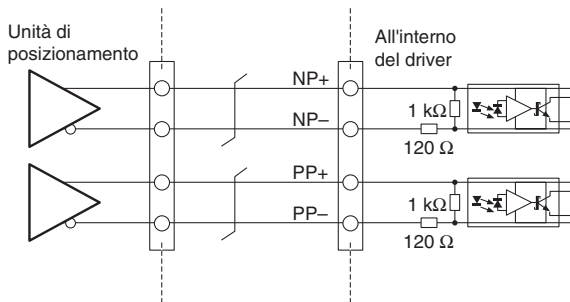 Unità di
posizionamento
All'interno
del driver
NP+
NP−
1 kΩ
120 Ω
PP+
PP−
1 kΩ
120 Ω